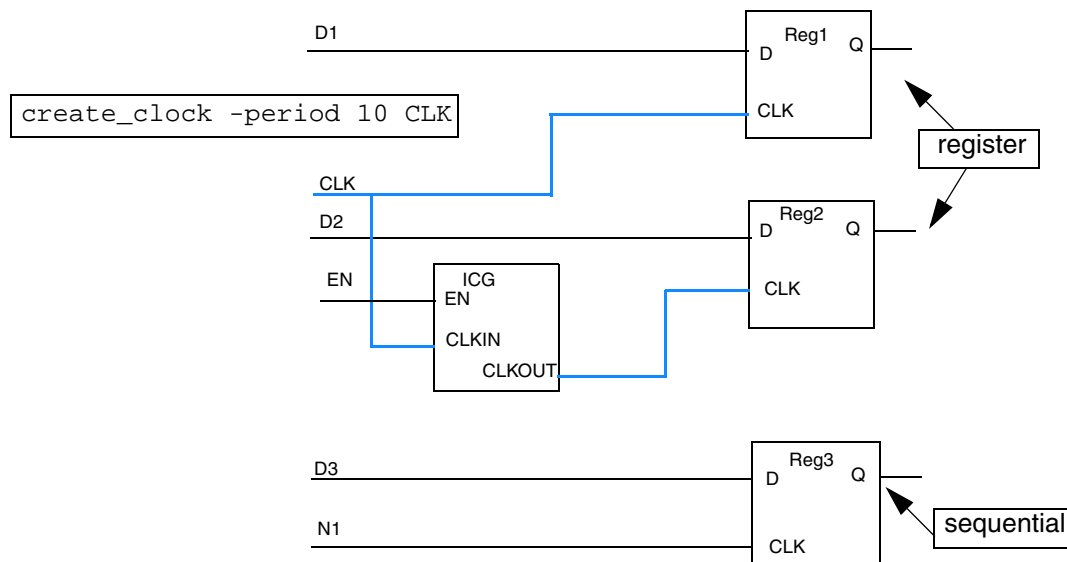 D1
Reg1
Q
D
create_clock -period 10 CLK
CLK
register
CLK
Reg2
D2
D
Q
EN
ICG
EN
CLK
CLKIN
CLKOUT
D3
Reg3
D
Q
N1
sequential
CLK